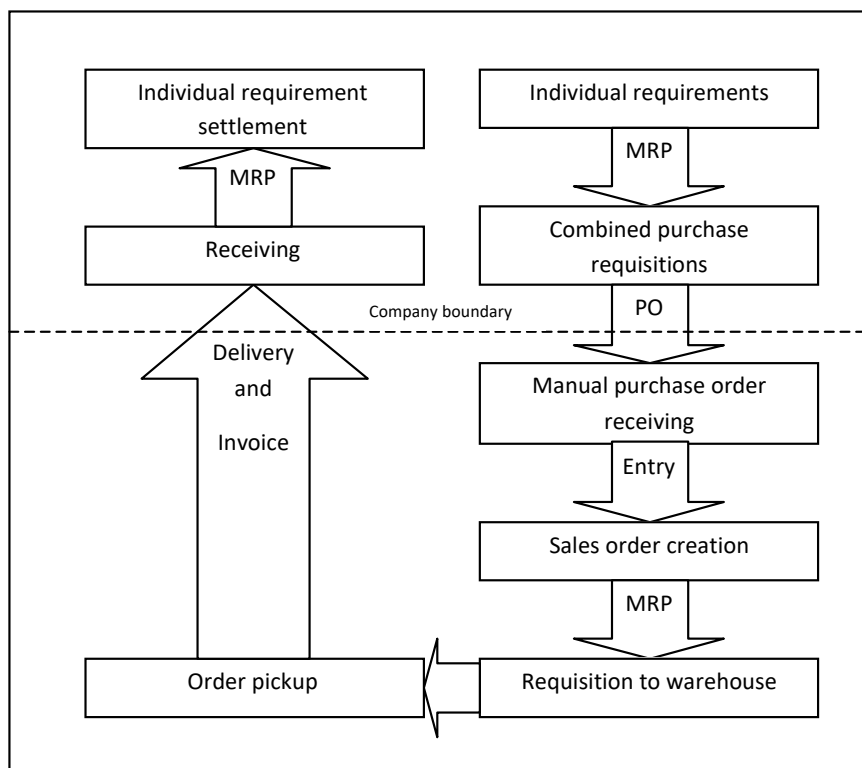 Individual requirement
settlement
MRP
Receiving
Individual requirements
MRP
Combined purchase
requisitions
PO
Company boundary
Delivery
and
Invoice
Manual purchase order
receiving
Entry
Sales order creation
MRP
Requisition to warehouse
Order pickup